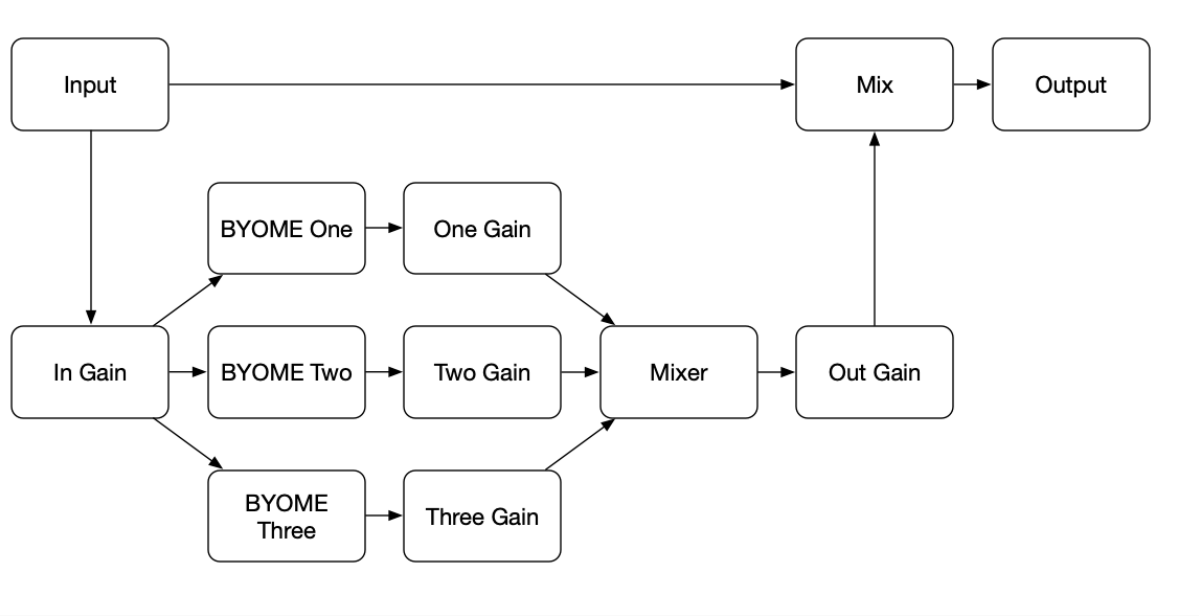 Input
Mix
Output
BYOME One
One Gain
In Gain
BYOME Two
Two Gain
Mixer
Out Gain
BYOME
Three
Three Gain